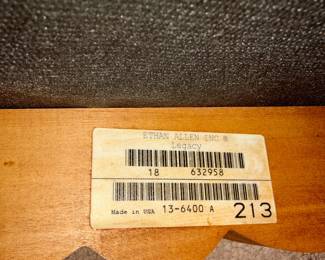 ETHAN ALLEN INC ®
Legacy
18 632958
Made in USA 13-6400 A 213